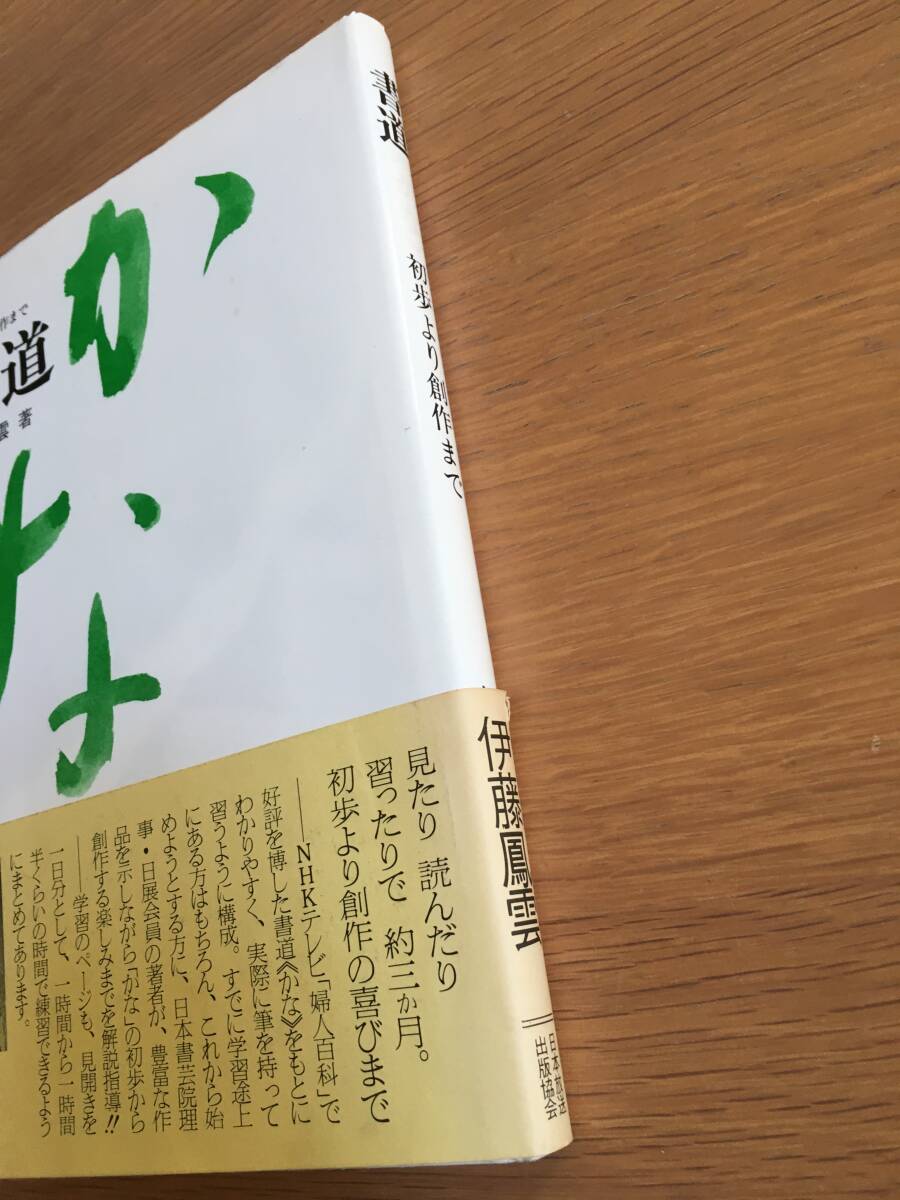 書道
初歩より創作まで
伊藤鳳雲
日本放送
出版協会
かな
作まで
道
雲 著
見たり 読んだり
習ったりで 約三か月。
初歩より創作の喜びまで
――NHKテレビ「婦人百科」で
好評を博した書道《かな》をもとに
わかりやすく、実際に筆を持って
習うように構成。すでに学習途上
にある方はもちろん、これから始
めようとする方に、日本書芸院理
事・日展会員の著者が、豊富な作
品を示しながら「かな」の初歩から
創作する楽しみまでを解説指導!!
――学習のページも、見開きを
一日分として、一時間から一時間
半くらいの時間で練習できるよう
にまとめてあります。